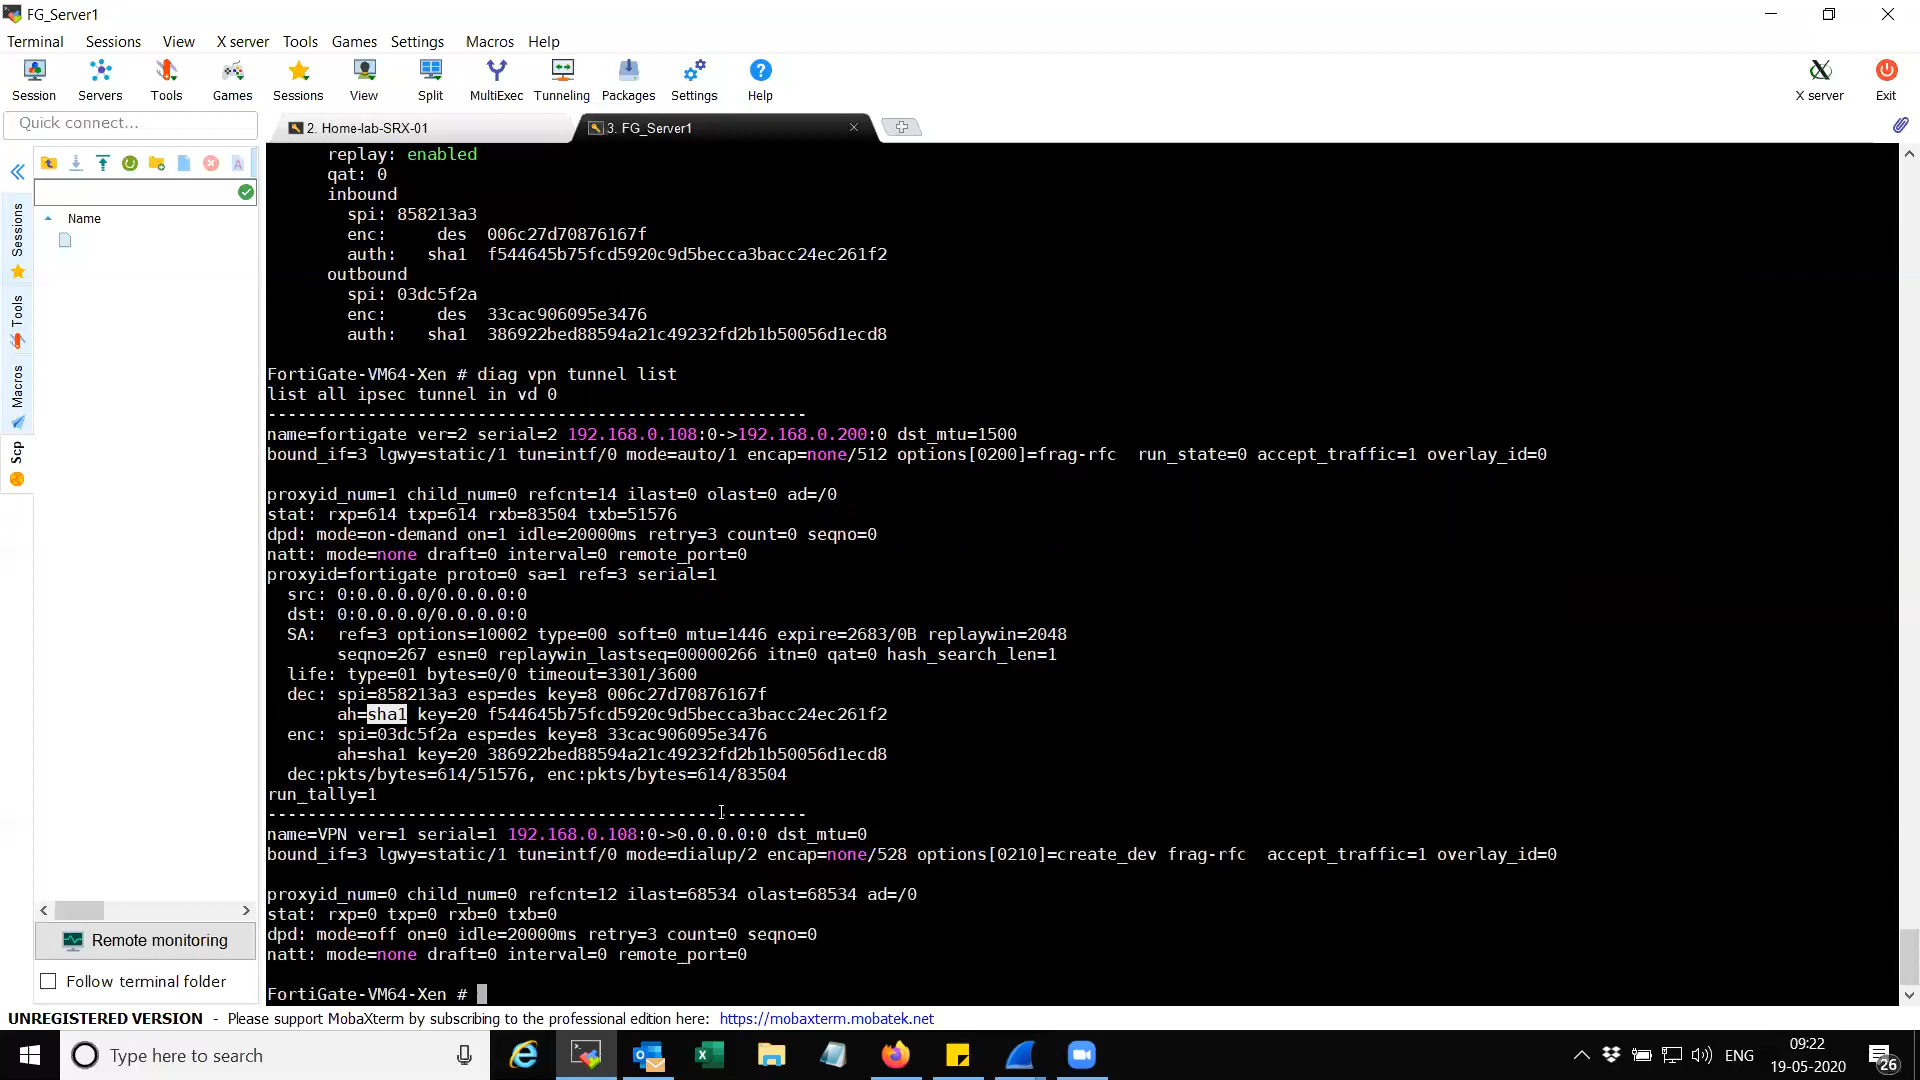 FG_Server1
Terminal Sessions View X server Tools Games Settings Macros Help
Session Servers Tools Games Sessions View Split MultiExec Tunneling Packages Settings Help X server Exit
Quick connect...
2. Home-lab-SRX-01
3. FG_Server1
Name
Sessions
Tools
Macros
Scp
replay: enabled
qat: 0
inbound
spi: 858213a3
enc: des 006c27d70876167f
auth: sha1 f544645b75fcd5920c9d5becca3bacc24ec261f2
outbound
spi: 03dc5f2a
enc: des 33cac906095e3476
auth: sha1 386922bed88594a21c49232fd2b1b50056d1ecd8
FortiGate-VM64-Xen # diag vpn tunnel list
list all ipsec tunnel in vd 0
------------------------------------------------------
name=fortigate ver=2 serial=2 192.168.0.108:0->192.168.0.200:0 dst_mtu=1500
bound_if=3 lgwy=static/1 tun=intf/0 mode=auto/1 encap=none/512 options[0200]=frag-rfc run_state=0 accept_traffic=1 overlay_id=0
proxyid_num=1 child_num=0 refcnt=14 ilast=0 olast=0 ad=/0
stat: rxp=614 txp=614 rxb=83504 txb=51576
dpd: mode=on-demand on=1 idle=20000ms retry=3 count=0 seqno=0
natt: mode=none draft=0 interval=0 remote_port=0
proxyid=fortigate proto=0 sa=1 ref=3 serial=1
src: 0:0.0.0.0/0.0.0.0:0
dst: 0:0.0.0.0/0.0.0.0:0
SA: ref=3 options=10002 type=00 soft=0 mtu=1446 expire=2683/0B replaywin=2048
seqno=267 esn=0 replaywin_lastseq=00000266 itn=0 qat=0 hash_search_len=1
life: type=01 bytes=0/0 timeout=3301/3600
dec: spi=858213a3 esp=des key=8 006c27d70876167f
ah=sha1 key=20 f544645b75fcd5920c9d5becca3bacc24ec261f2
enc: spi=03dc5f2a esp=des key=8 33cac906095e3476
ah=sha1 key=20 386922bed88594a21c49232fd2b1b50056d1ecd8
dec:pkts/bytes=614/51576, enc:pkts/bytes=614/83504
run_tally=1
------------------------------------------------------
name=VPN ver=1 serial=1 192.168.0.108:0->0.0.0.0:0 dst_mtu=0
bound_if=3 lgwy=static/1 tun=intf/0 mode=dialup/2 encap=none/528 options[0210]=create_dev frag-rfc accept_traffic=1 overlay_id=0
proxyid_num=0 child_num=0 refcnt=12 ilast=68534 olast=68534 ad=/0
stat: rxp=0 txp=0 rxb=0 txb=0
dpd: mode=off on=0 idle=20000ms retry=3 count=0 seqno=0
natt: mode=none draft=0 interval=0 remote_port=0
FortiGate-VM64-Xen #
Remote monitoring
Follow terminal folder
UNREGISTERED VERSION - Please support MobaXterm by subscribing to the professional edition here: https://mobaxterm.mobatek.net
Type here to search
ENG
09:22
19-05-2020
26